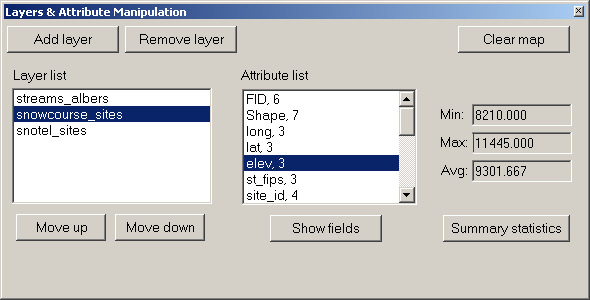 Layers & Attribute Manipulation
Add layer
Remove layer
Clear map
Layer list
streams_albers
snowcourse_sites
snotel_sites
Attribute list
FID, 6
Shape, 7
long, 3
lat, 3
elev, 3
st_fips, 3
site_id, 4
Min: 8210.000
Max: 11445.000
Avg: 9301.667
Move up
Move down
Show fields
Summary statistics